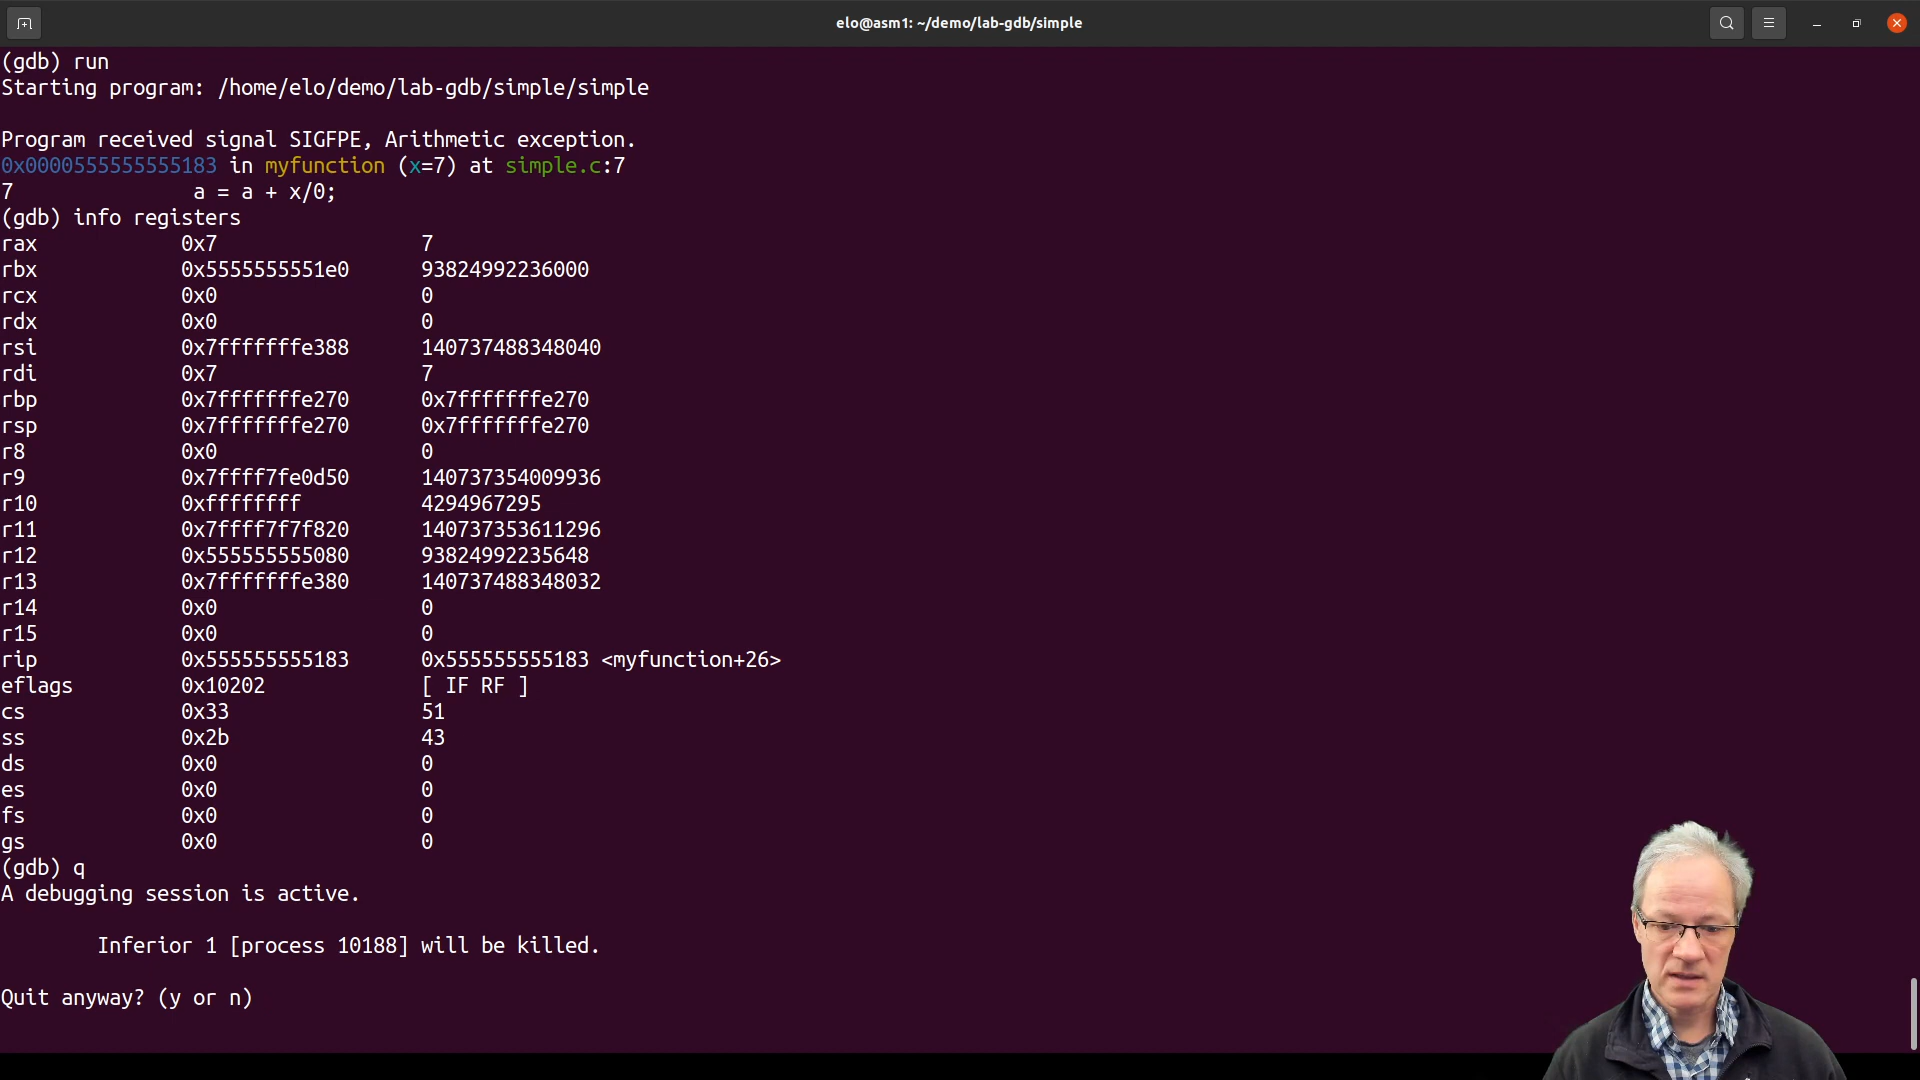 elo@asm1: ~/demo/lab-gdb/simple
(gdb) run
Starting program: /home/elo/demo/lab-gdb/simple/simple
Program received signal SIGFPE, Arithmetic exception.
0x0000555555555183 in myfunction (x=7) at simple.c:7
7               a = a + x/0;
(gdb) info registers
rax            0x7                 7
rbx            0x5555555551e0      93824992236000
rcx            0x0                 0
rdx            0x0                 0
rsi            0x7fffffffe388      140737488348040
rdi            0x7                 7
rbp            0x7fffffffe270      0x7fffffffe270
rsp            0x7fffffffe270      0x7fffffffe270
r8             0x0                 0
r9             0x7ffff7fe0d50      140737354009936
r10            0xffffffff          4294967295
r11            0x7ffff7f7f820      140737353611296
r12            0x555555555080      93824992235648
r13            0x7fffffffe380      140737488348032
r14            0x0                 0
r15            0x0                 0
rip            0x555555555183      0x555555555183 <myfunction+26>
eflags         0x10202             [ IF RF ]
cs             0x33                51
ss             0x2b                43
ds             0x0                 0
es             0x0                 0
fs             0x0                 0
gs             0x0                 0
(gdb) q
A debugging session is active.
Inferior 1 [process 10188] will be killed.
Quit anyway? (y or n)